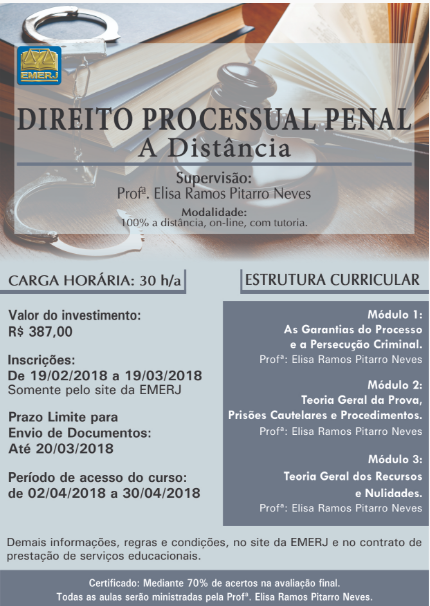 EMERJ
DIREITO PROCESSUAL PENAL
A Distância
Supervisão:
Profª. Elisa Ramos Pitarro Neves
Modalidade:
100% a distância, on-line, com tutoria.
CARGA HORÁRIA: 30 h/a
Valor do investimento:
R$ 387,00
Inscrições:
De 19/02/2018 a 19/03/2018
Somente pelo site da EMERJ
Prazo Limite para
Envio de Documentos:
Até 20/03/2018
Período de acesso do curso:
de 02/04/2018 a 30/04/2018
ESTRUTURA CURRICULAR
Módulo 1:
As Garantias do Processo
e a Persecução Criminal.
Profª: Elisa Ramos Pitarro Neves
Módulo 2:
Teoria Geral da Prova,
Prisões Cautelares e Procedimentos.
Profª: Elisa Ramos Pitarro Neves
Módulo 3:
Teoria Geral dos Recursos
e Nulidades.
Profª: Elisa Ramos Pitarro Neves
Demais informações, regras e condições, no site da EMERJ e no contrato de
prestação de serviços educacionais.
Certificado: Mediante 70% de acertos na avaliação final.
Todas as aulas serão ministradas pela Profª. Elisa Ramos Pitarro Neves.